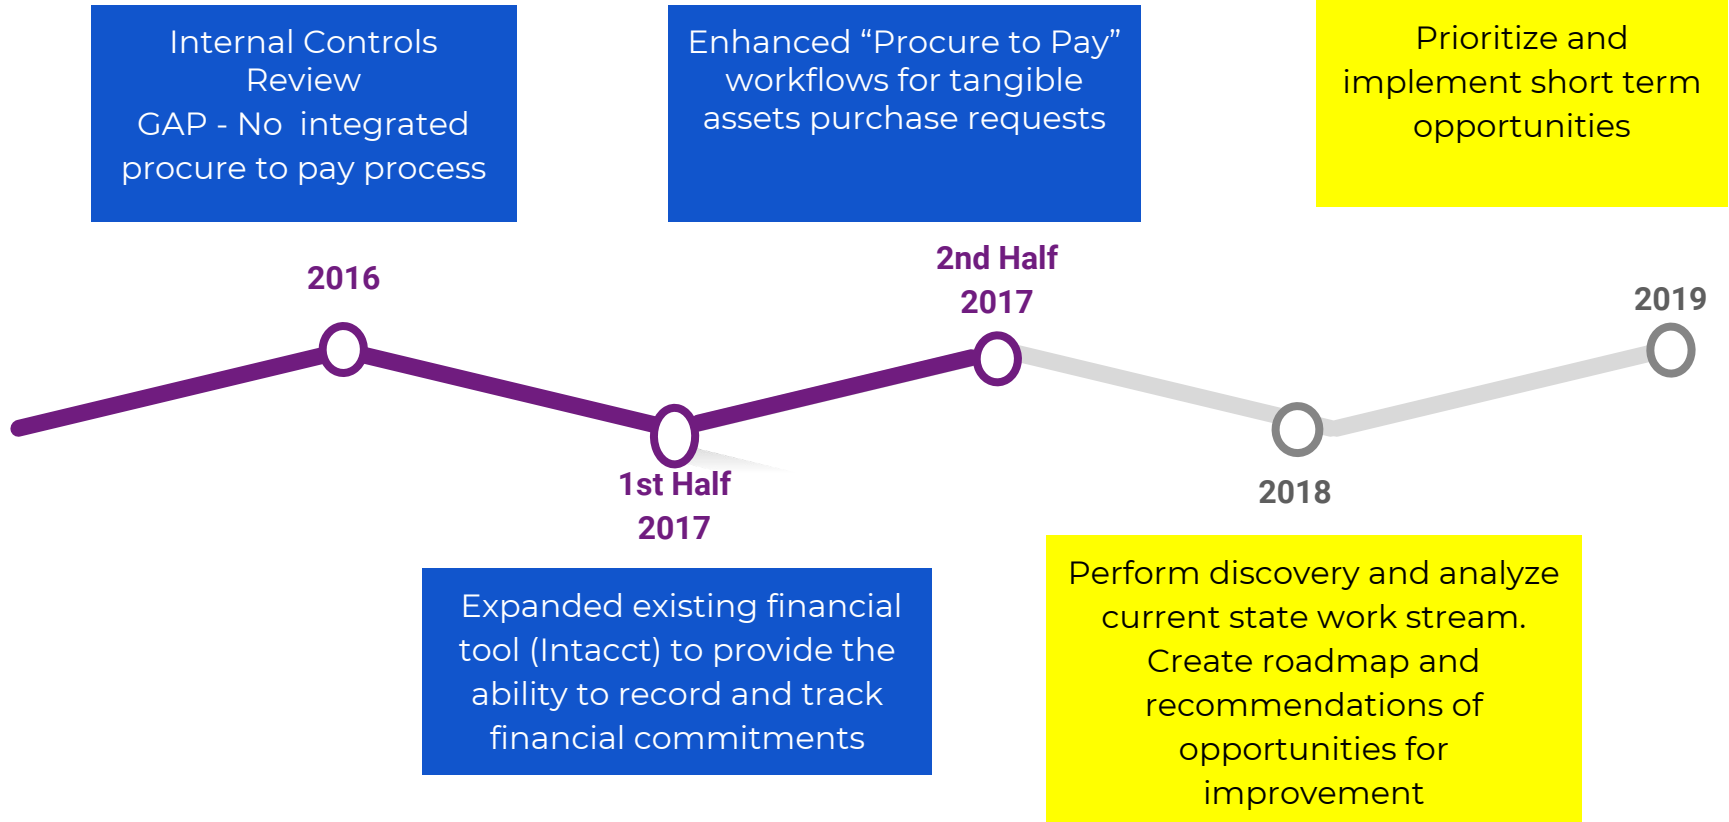 Internal Controls
Review
GAP - No  integrated
procure to pay process
Enhanced “Procure to Pay”
workflows for tangible
assets purchase requests
Prioritize and
implement short term
opportunities
2016
2nd Half
2017
2019
1st Half
2017
2018
Expanded existing financial
tool (Intacct) to provide the
ability to record and track
financial commitments
Perform discovery and analyze
current state work stream.
Create roadmap and
recommendations of
opportunities for
improvement